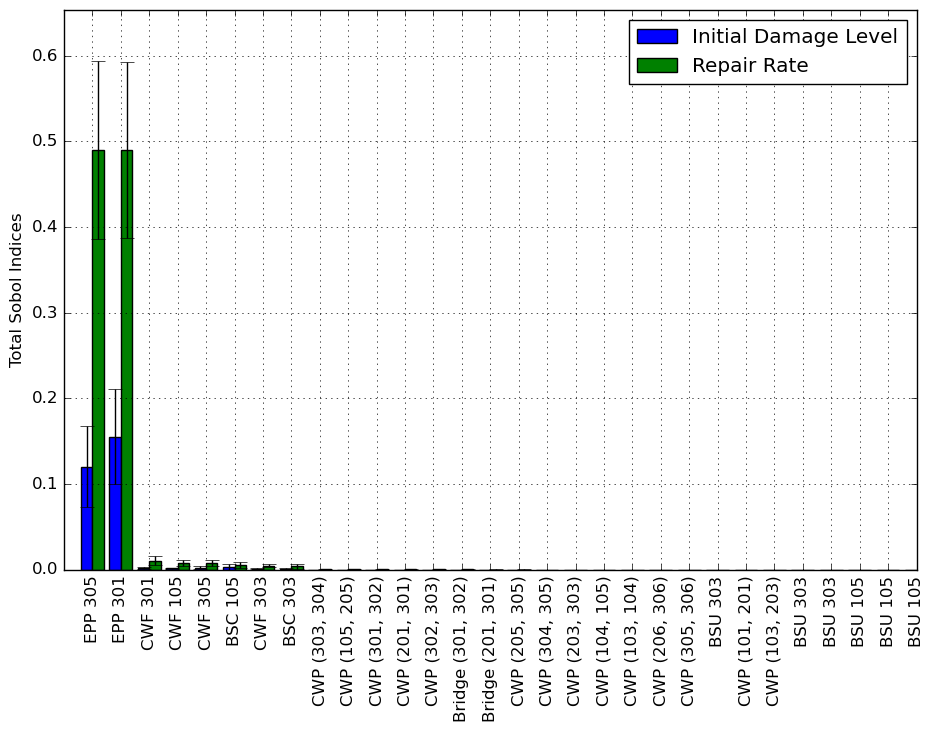 Initial Damage Level
Repair Rate
Total Sobol Indices
0.6
0.5
0.4
0.3
0.2
0.1
0.0
EPP 305
EPP 301
CWF 301
CWF 105
CWF 305
BSC 105
CWF 303
BSC 303
CWP (303, 304)
CWP (105, 205)
CWP (301, 302)
CWP (201, 301)
CWP (302, 303)
Bridge (301, 302)
Bridge (201, 301)
CWP (205, 305)
CWP (304, 305)
CWP (203, 303)
CWP (104, 105)
CWP (103, 104)
CWP (206, 306)
CWP (305, 306)
BSU 303
CWP (101, 201)
CWP (103, 203)
BSU 303
BSU 303
BSU 105
BSU 105
BSU 105